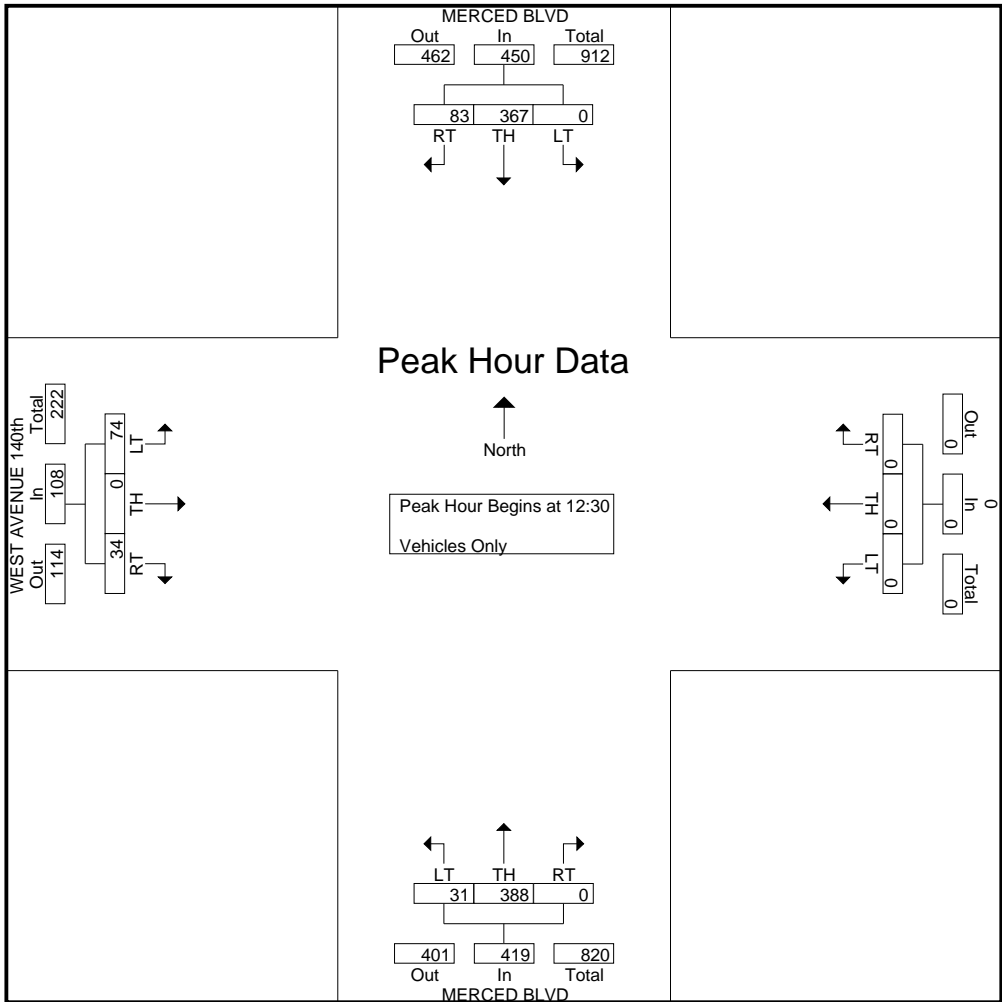 MERCED BLVD
Out In Total
462 450 912
83 367 0
RT TH LT
Peak Hour Data
North
Peak Hour Begins at 12:30
Vehicles Only
WEST AVENUE 140th
Total In Out
222 108 114
74 0 34
LT TH RT
RT TH LT
0 0 0
Out In Total
0 0 0
0
LT TH RT
31 388 0
401 419 820
Out In Total
MERCED BLVD